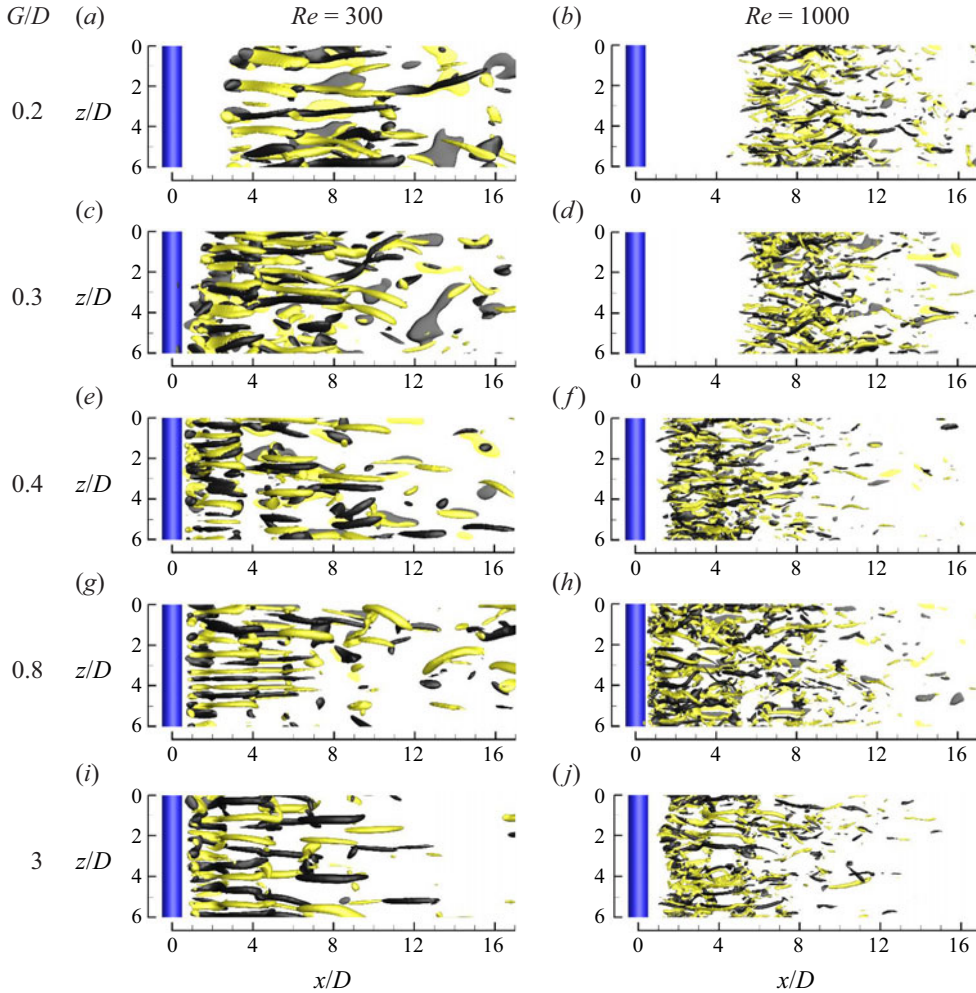 G/D (a) Re = 300 (b) Re = 1000
0 0
2 2
0.2 z/D
4 4
6 6
0 4 8 12 16 0 4 8 12 16
(c) (d)
0 0
2 2
0.3 z/D
4 4
6 6
0 4 8 12 16 0 4 8 12 16
(e) (f)
0 0
2 2
0.4 z/D
4 4
6 6
0 4 8 12 16 0 4 8 12 16
(g) (h)
0 0
2 2
0.8 z/D
4 4
6 6
0 4 8 12 16 0 4 8 12 16
(i) (j)
0 0
2 2
3 z/D
4 4
6 6
0 4 8 12 16 0 4 8 12 16
x/D x/D